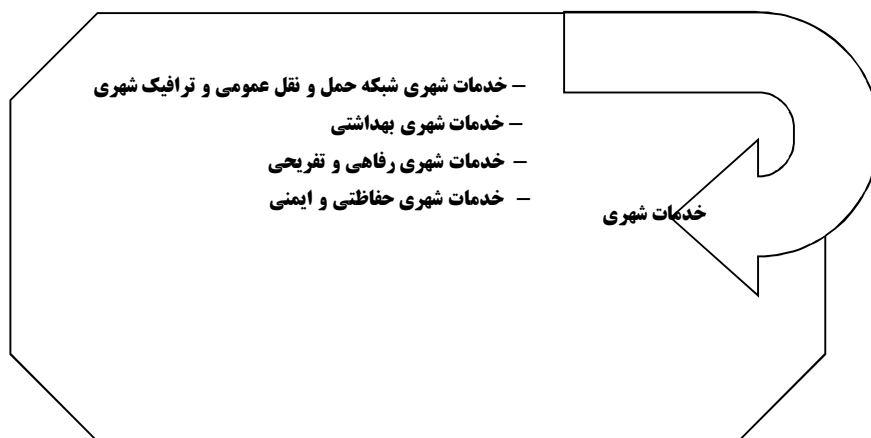 – خدمات شهری شبکه حمل و نقل عمومی و ترافیک شهری
– خدمات شهری بهداشتی
– خدمات شهری رفاهی و تفریحی
– خدمات شهری حفاظتی و ایمنی
خدمات شهری